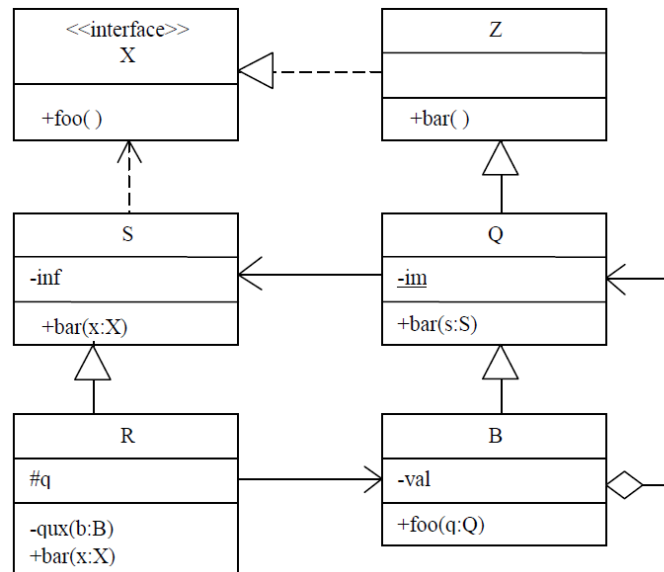 <<interface>>
X
+foo( )
Z
+bar( )
S
-inf
+bar(x:X)
Q
-im
+bar(s:S)
R
#q
-qux(b:B)
+bar(x:X)
B
-val
+foo(q:Q)